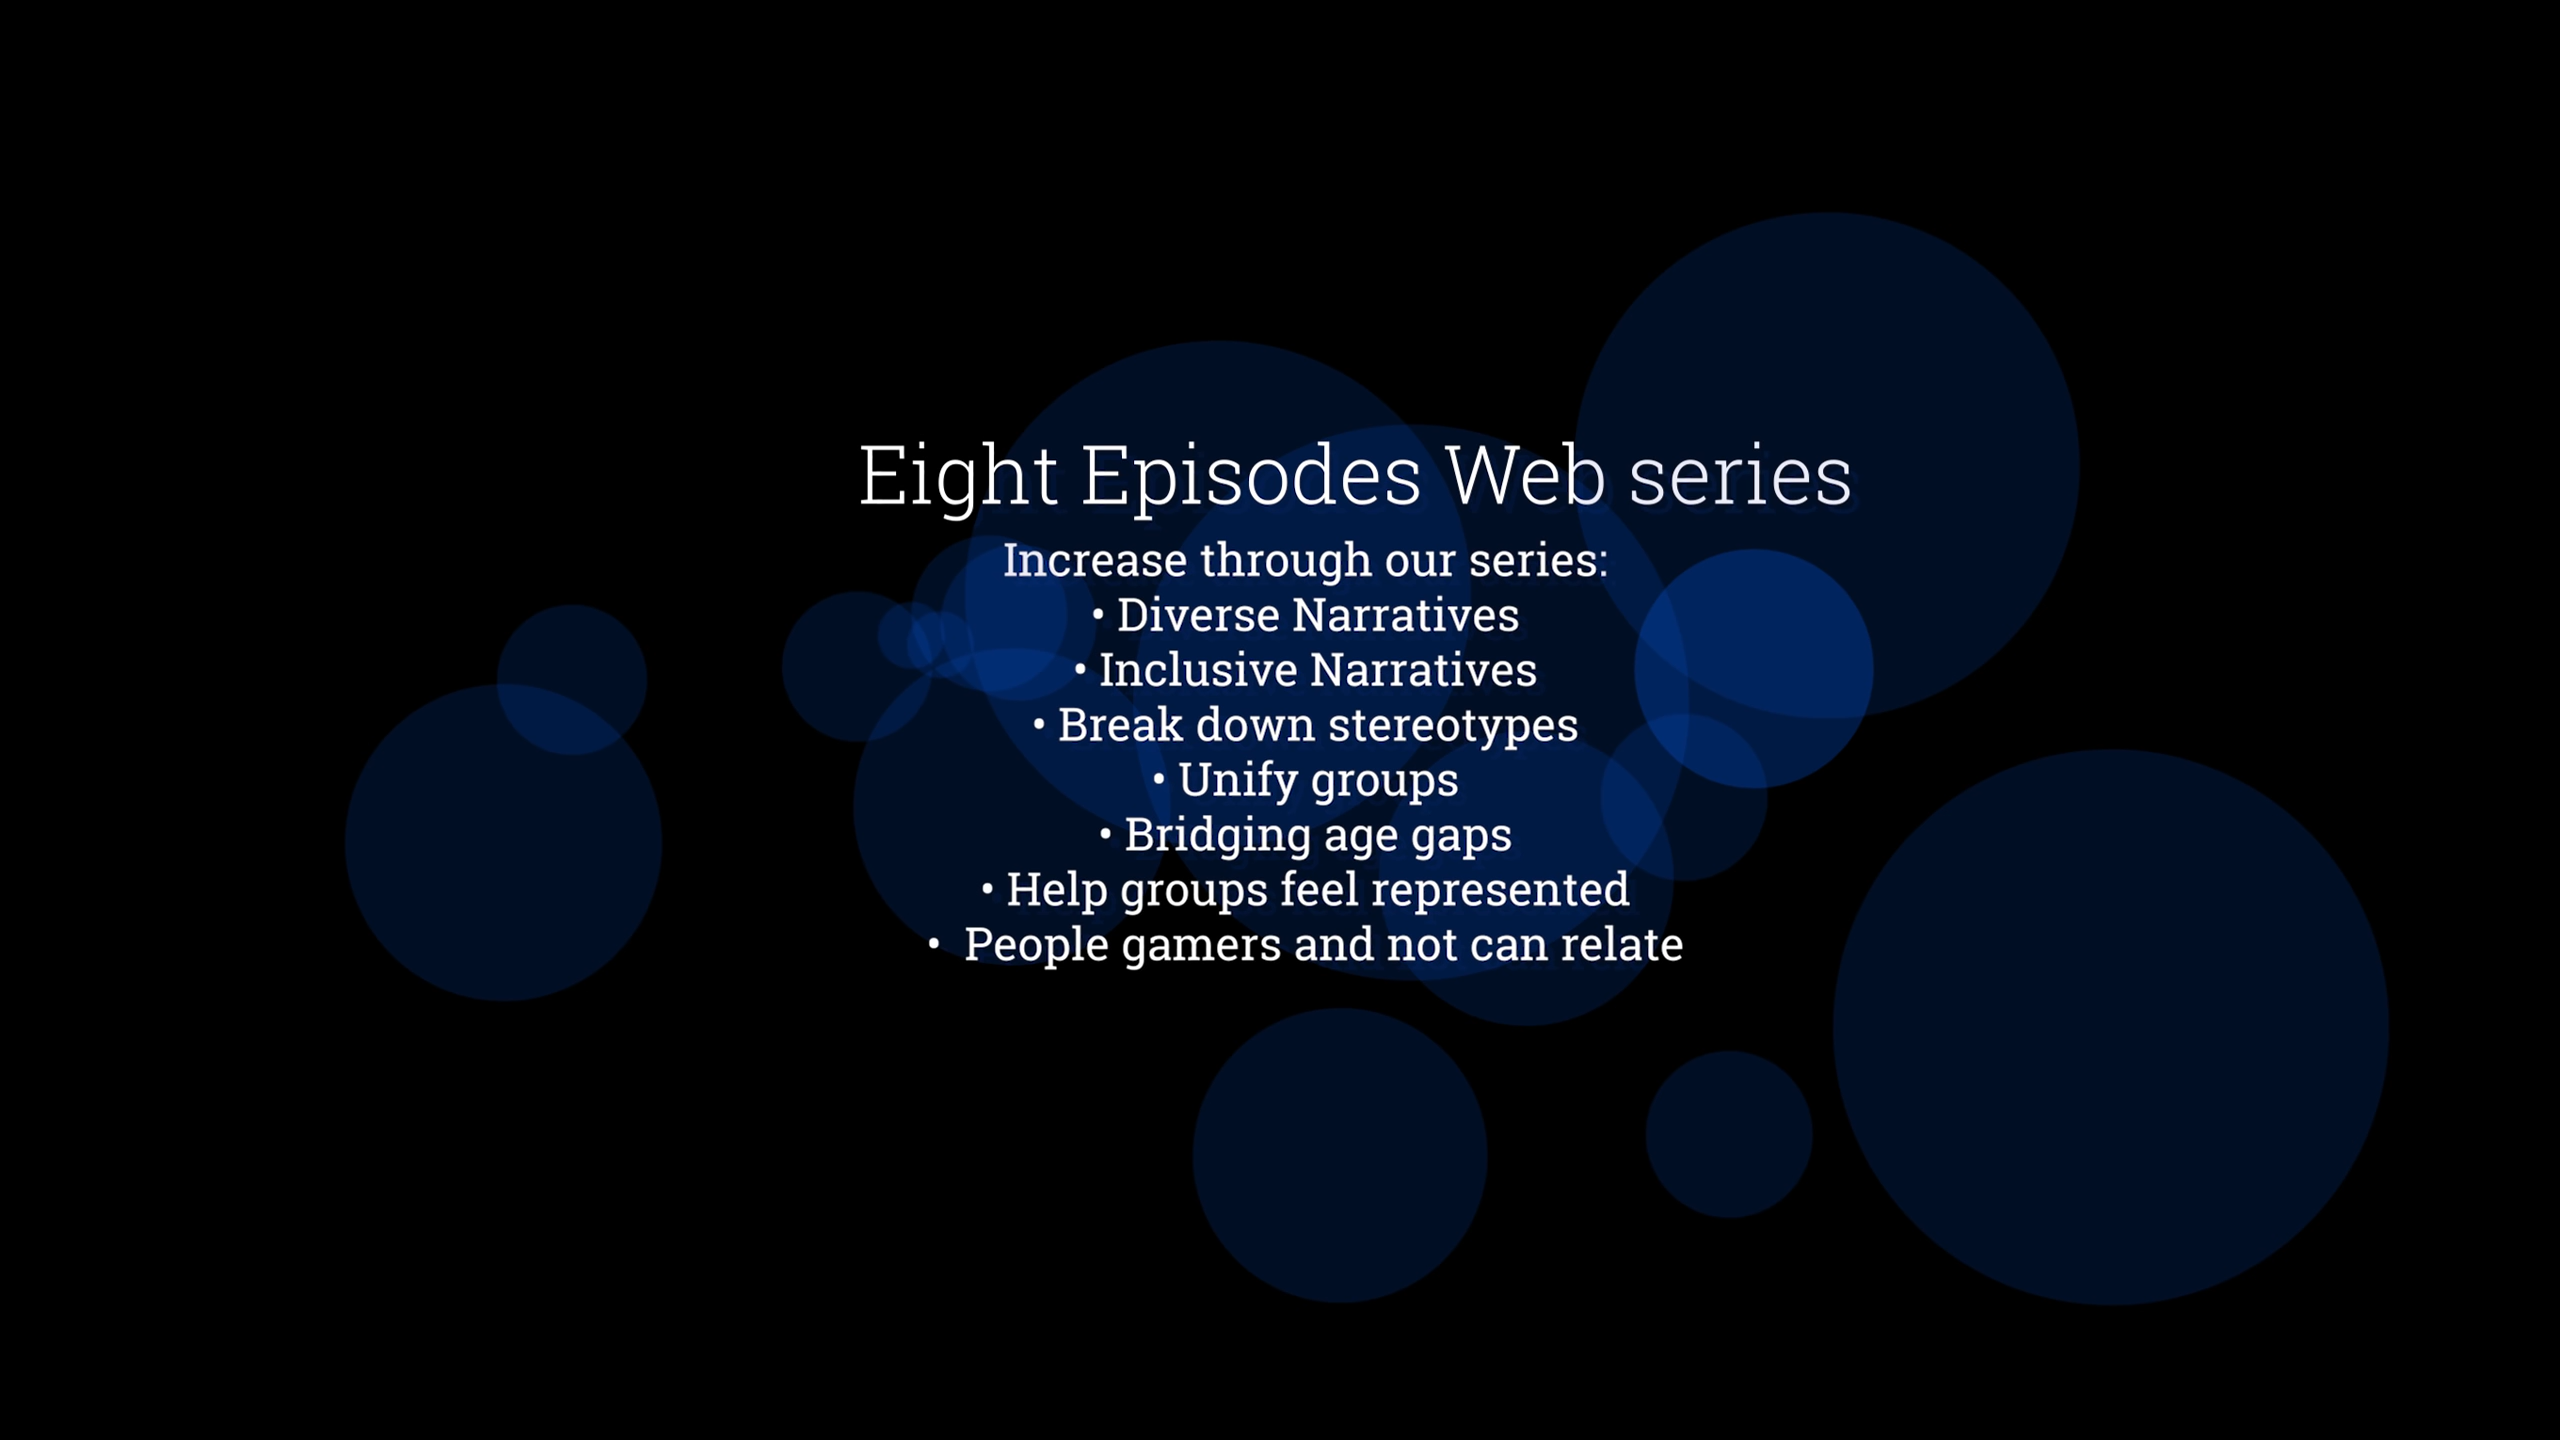 Eight Episodes Web series
Increase through our series:
• Diverse Narratives
• Inclusive Narratives
• Break down stereotypes
• Unify groups
• Bridging age gaps
• Help groups feel represented
• People gamers and not can relate